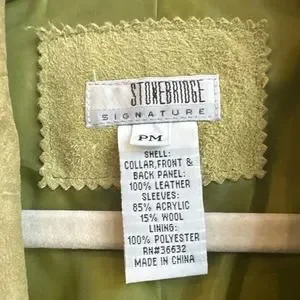 STONEBRIDGE
SIGNATURE
PM
SHELL:
COLLAR,FRONT &
BACK PANEL:
100% LEATHER
SLEEVES:
85% ACRYLIC
15% WOOL
LINING:
100% POLYESTER
RN#36632
MADE IN CHINA